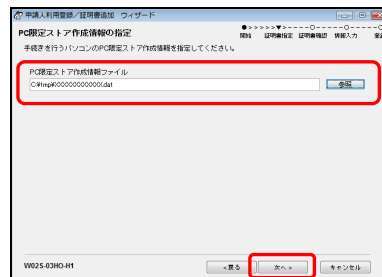 申請人利用登録/証明書追加 ウィザード
PC限定ストア作成情報の指定
●>>>>>▼>----○----○----○
開始 証明書指定 証明書確認 情報入力
手続きを行うパソコンのPC限定ストア作成情報を指定してください。
PC限定ストア作成情報ファイル
参照
W02S-03HO-H1
<戻る 次へ> キャンセル